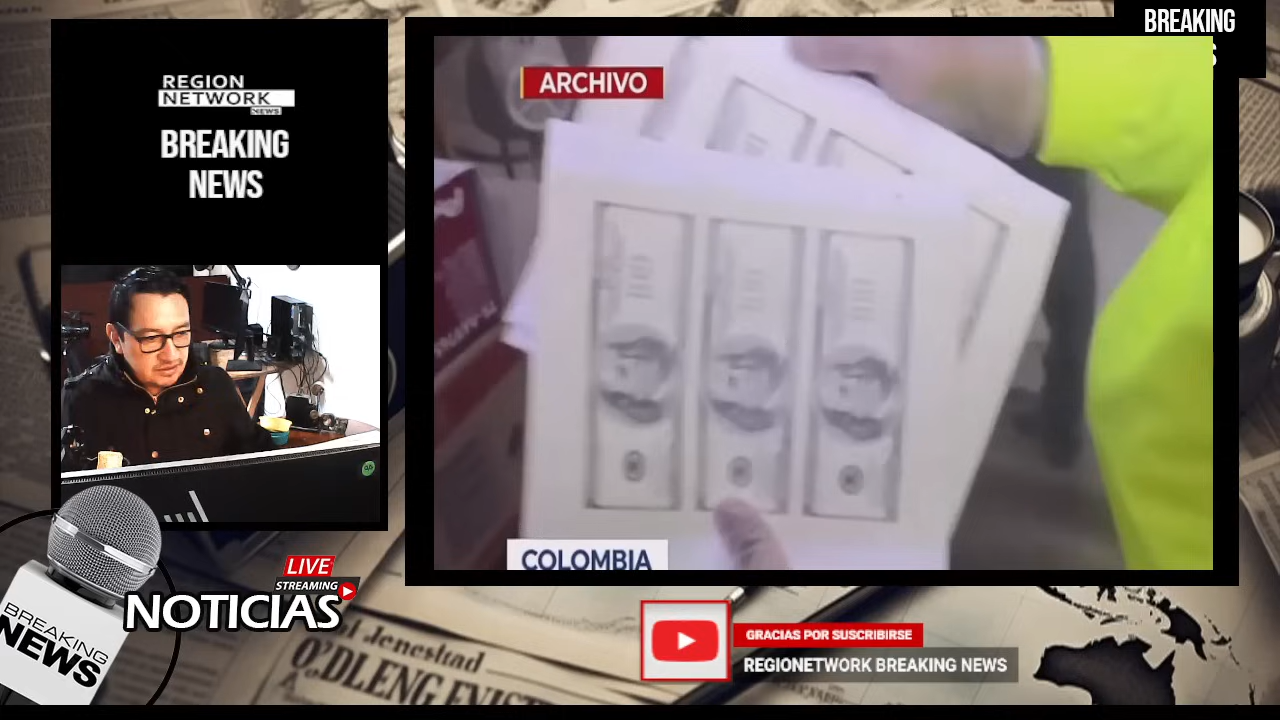 BREAKING
S
REGION
NETWORK
NEWS
BREAKING
NEWS
ARCHIVO
COLOMBIA
LIVE
STREAMING
NOTICIAS
BREAKING
NEWS
GRACIAS POR SUSCRIBIRSE
REGIONETWORK BREAKING NEWS